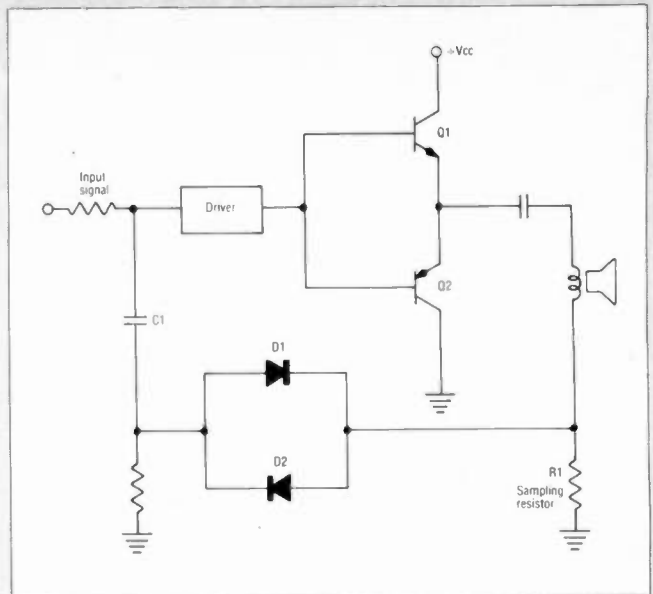 +Vcc
Q1
Input
signal
Driver
Q2
C1
D1
D2
R1
Sampling
resistor